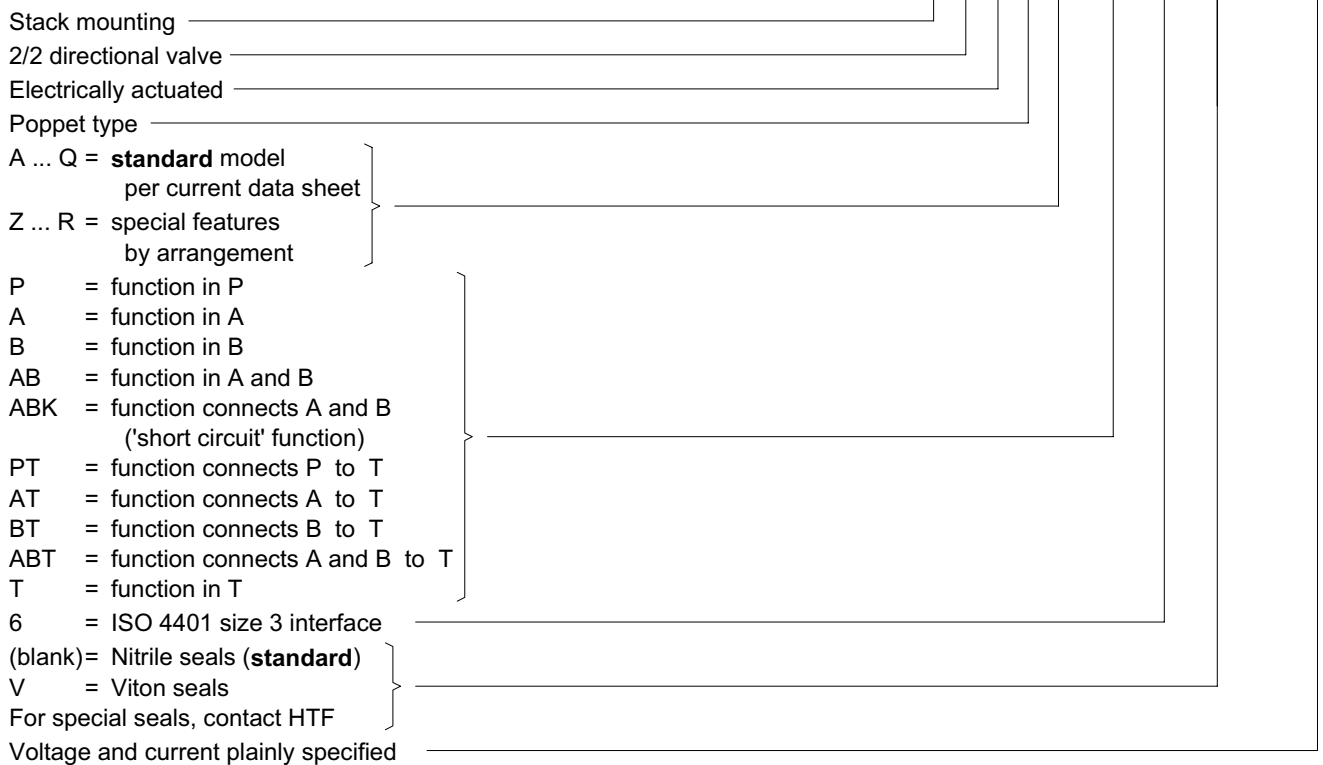 Stack mounting
2/2 directional valve
Electrically actuated
Poppet type
A ... Q = standard model
per current data sheet
Z ... R = special features
by arrangement
P = function in P
A = function in A
B = function in B
AB = function in A and B
ABK = function connects A and B
('short circuit' function)
PT = function connects P to T
AT = function connects A to T
BT = function connects B to T
ABT = function connects A and B to T
T = function in T
6 = ISO 4401 size 3 interface
(blank)= Nitrile seals (standard)
V = Viton seals
For special seals, contact HTF
Voltage and current plainly specified